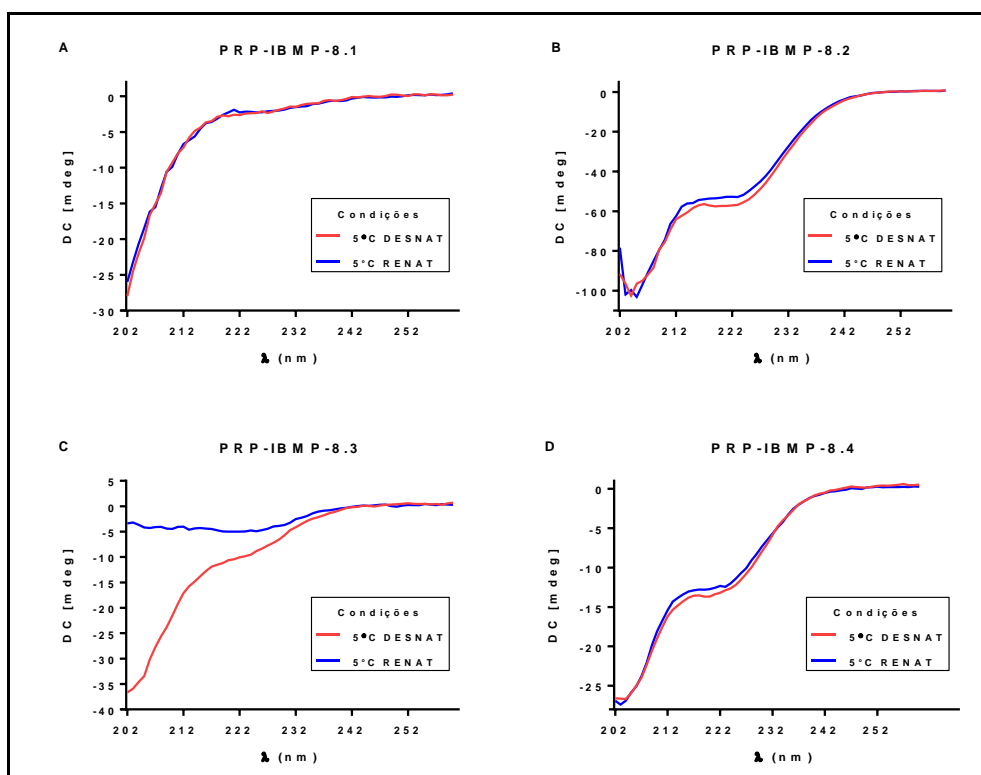 A
PRP-IBMP-8.1
DC [mdeg]
0
-5
-10
-15
-20
-25
-30
202 212 222 232 242 252
λ (nm)
Condições
5°C DESNAT
5°C RENAT
B
PRP-IBMP-8.2
DC [mdeg]
0
-20
-40
-60
-80
-100
202 212 222 232 242 252
λ (nm)
Condições
5°C DESNAT
5°C RENAT
C
PRP-IBMP-8.3
DC [mdeg]
5
0
-5
-10
-15
-20
-25
-30
-35
-40
202 212 222 232 242 252
λ (nm)
Condições
5°C DESNAT
5°C RENAT
D
PRP-IBMP-8.4
DC [mdeg]
0
-5
-10
-15
-20
-25
202 212 222 232 242 252
λ (nm)
Condições
5°C DESNAT
5°C RENAT